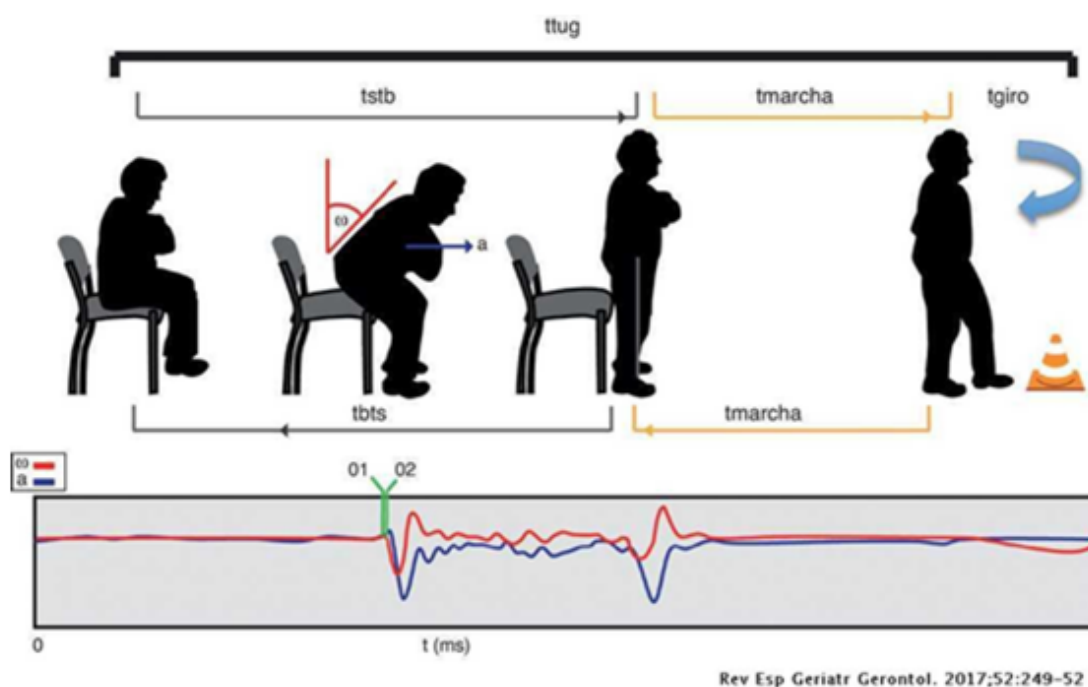 ttug
tstb
tmarcha
tgiro
ω
a
tbts
tmarcha
ω
a
01 02
0
t (ms)
Rev Esp Geriatr Gerontol. 2017;52:249-52